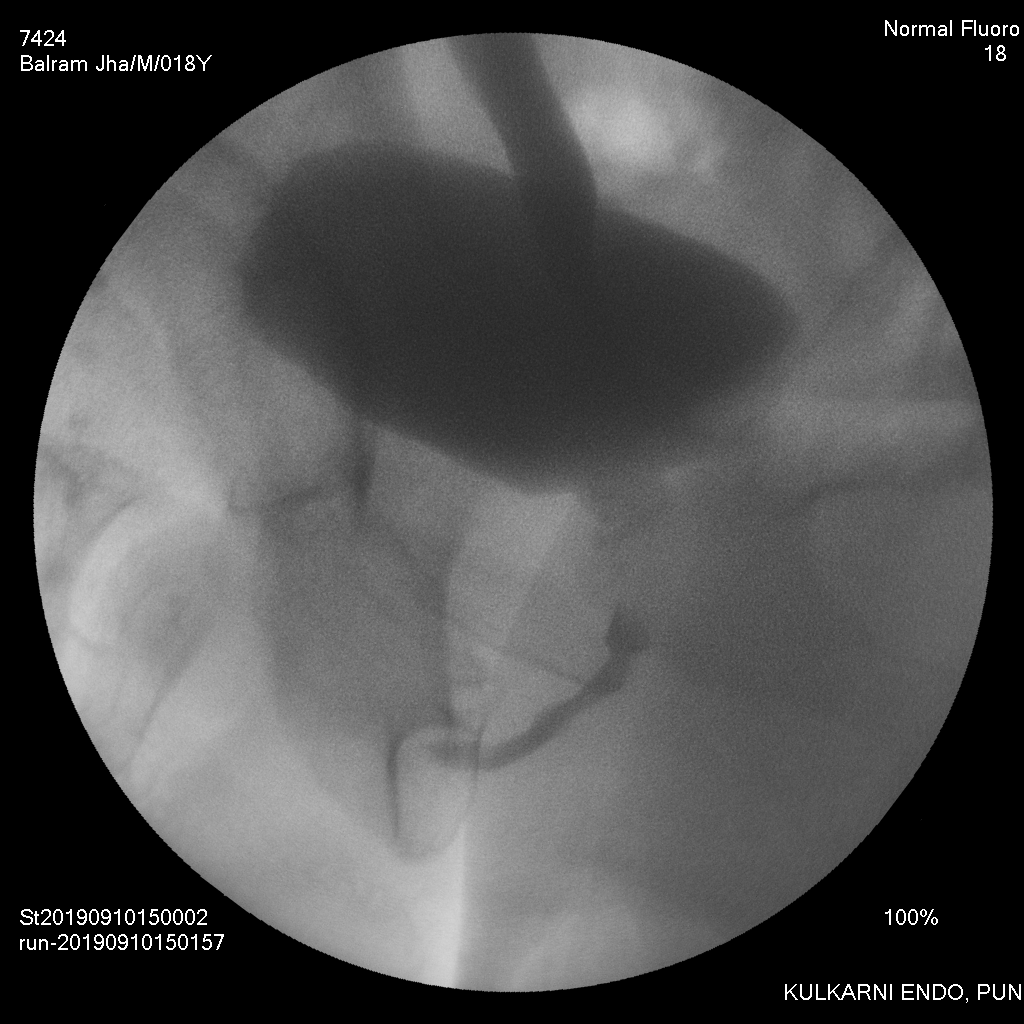 7424
Balram Jha/M/018Y
Normal Fluoro
18
St20190910150002
run-20190910150157
100%
KULKARNI ENDO, PUN